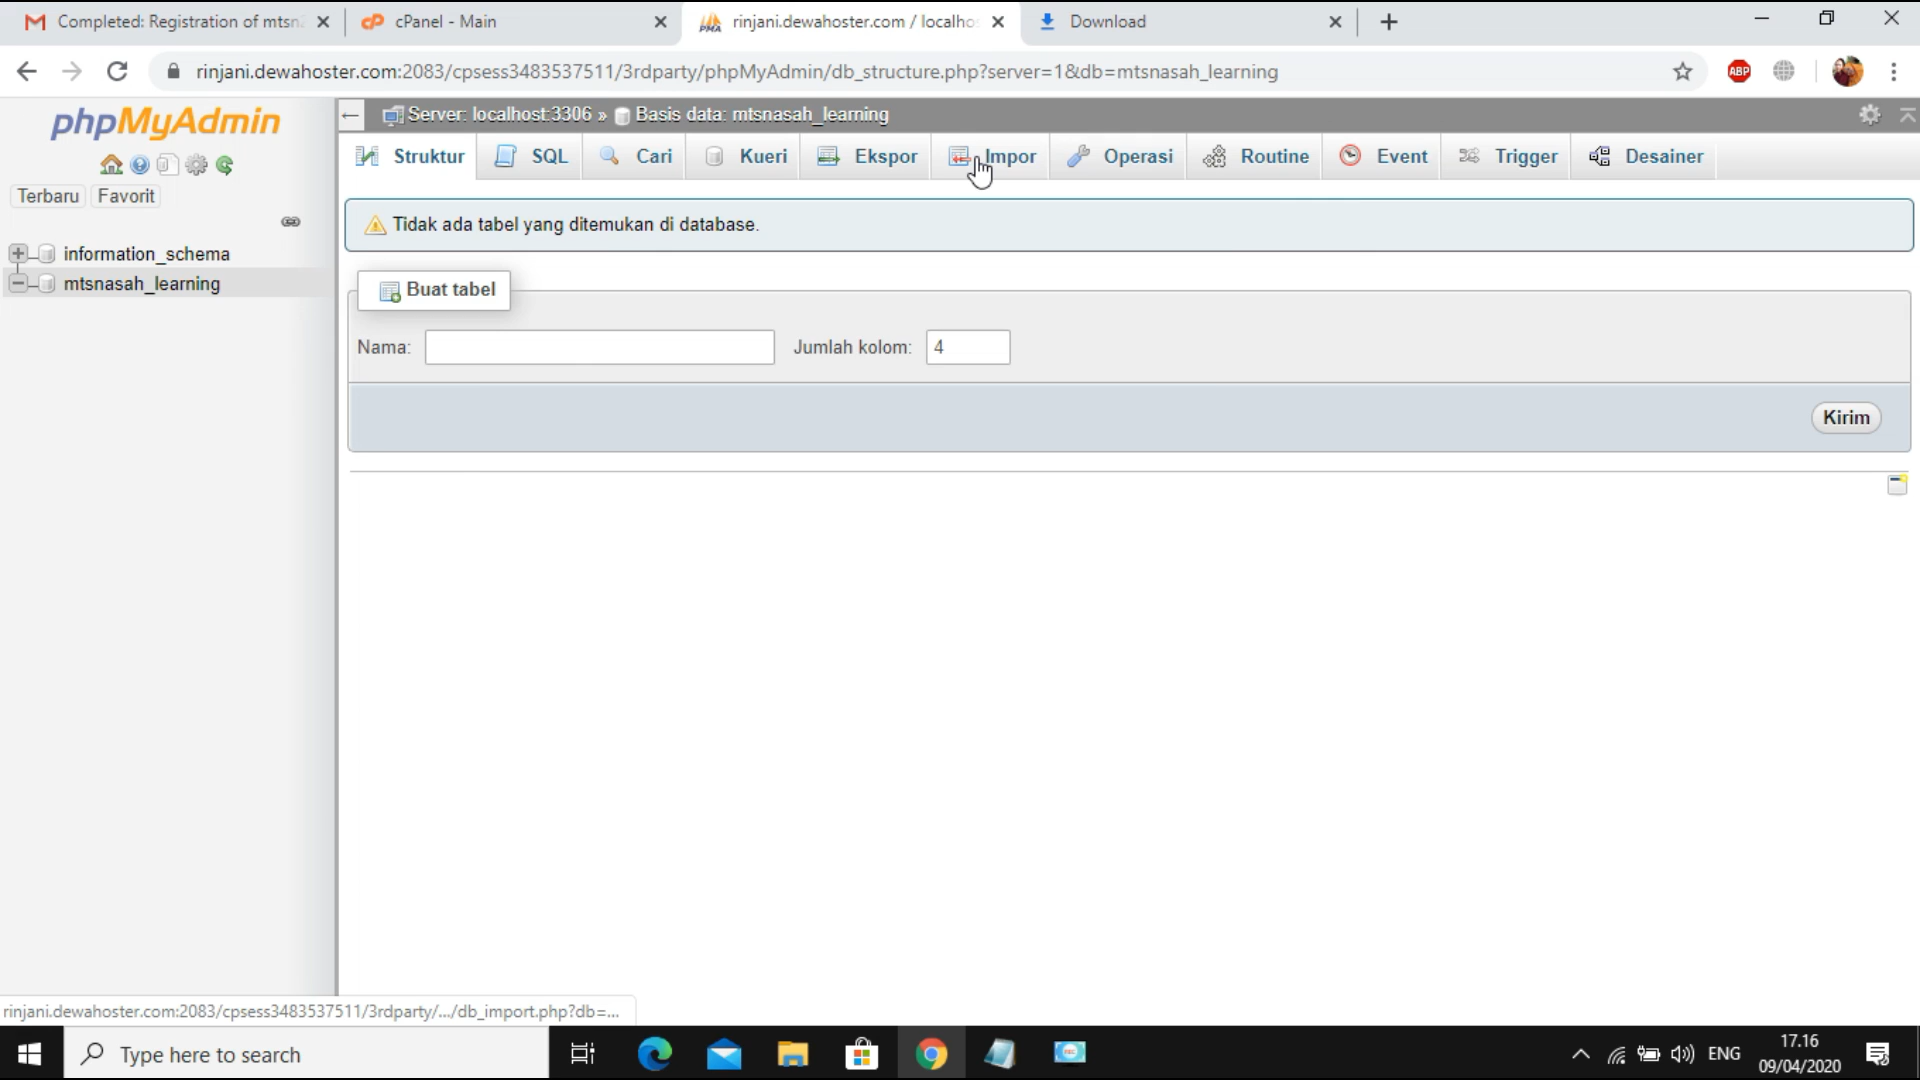 Completed: Registration of mtsn
cPanel - Main
rinjani.dewahoster.com / localho
Download
rinjani.dewahoster.com:2083/cpsess3483537511/3rdparty/phpMyAdmin/db_structure.php?server=1&db=mtsnasah_learning
ABP
phpMyAdmin
Terbaru
Favorit
information_schema
mtsnasah_learning
Server: localhost:3306 » Basis data: mtsnasah_learning
Struktur
SQL
Cari
Kueri
Ekspor
Impor
Operasi
Routine
Event
Trigger
Desainer
Tidak ada tabel yang ditemukan di database.
Buat tabel
Nama:
Jumlah kolom: 4
Kirim
rinjani.dewahoster.com:2083/cpsess3483537511/3rdparty/.../db_import.php?db=...
Type here to search
ENG
17.16
09/04/2020